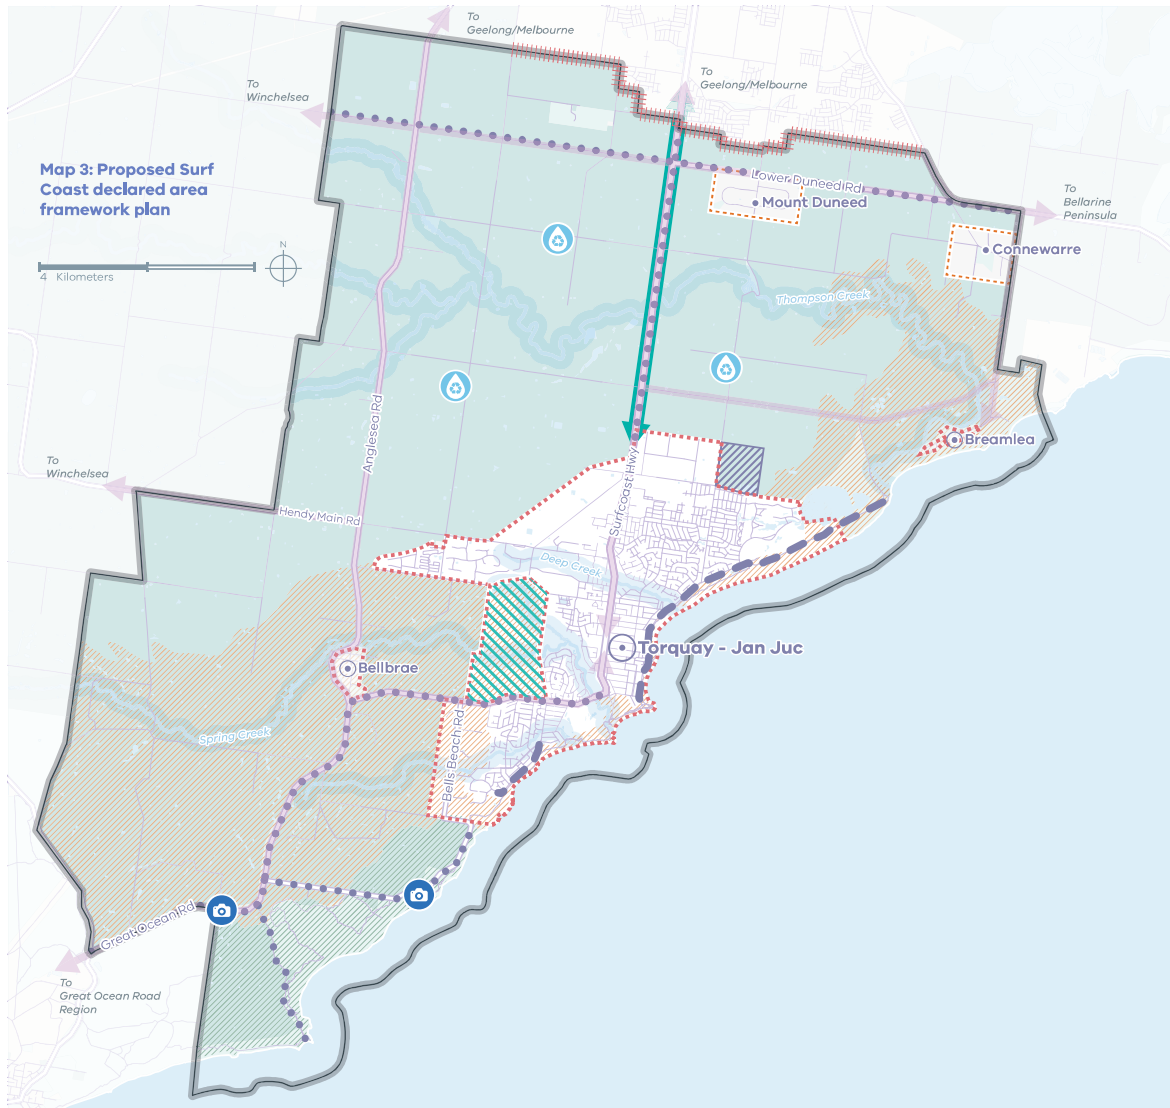 To
Geelong/Melbourne
To
Geelong/Melbourne
To
Winchelsea
Map 3: Proposed Surf
Coast declared area
framework plan
N
4 Kilometers
Lower Duneed Rd
Mount Duneed
To
Bellarine
Peninsula
Connewarre
Thompson Creek
Anglesea Rd
Breamlea
To
Winchelsea
Surfcoast Hwy
Hendy Main Rd
Deep Creek
Torquay - Jan Juc
Bellbrae
Spring Creek
Bells Beach Rd
Great Ocean Rd
To
Great Ocean Road
Region